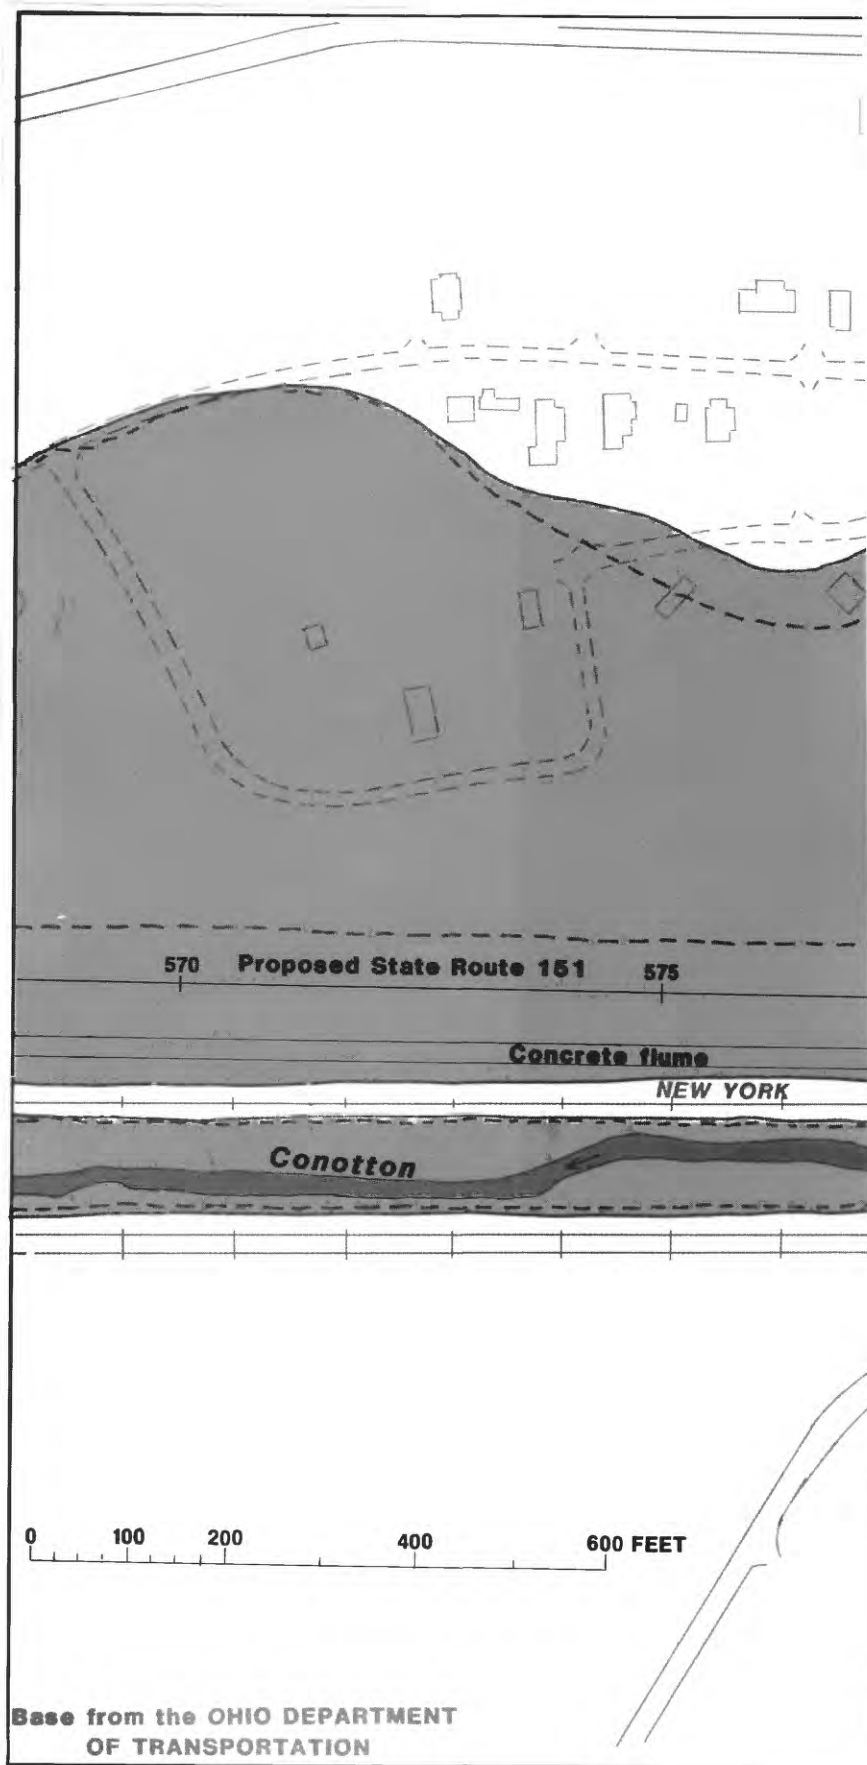 570 Proposed State Route 151 575
Concrete flume
NEW YORK
Conotton
0 100 200 400 600 FEET
Base from the OHIO DEPARTMENT
OF TRANSPORTATION